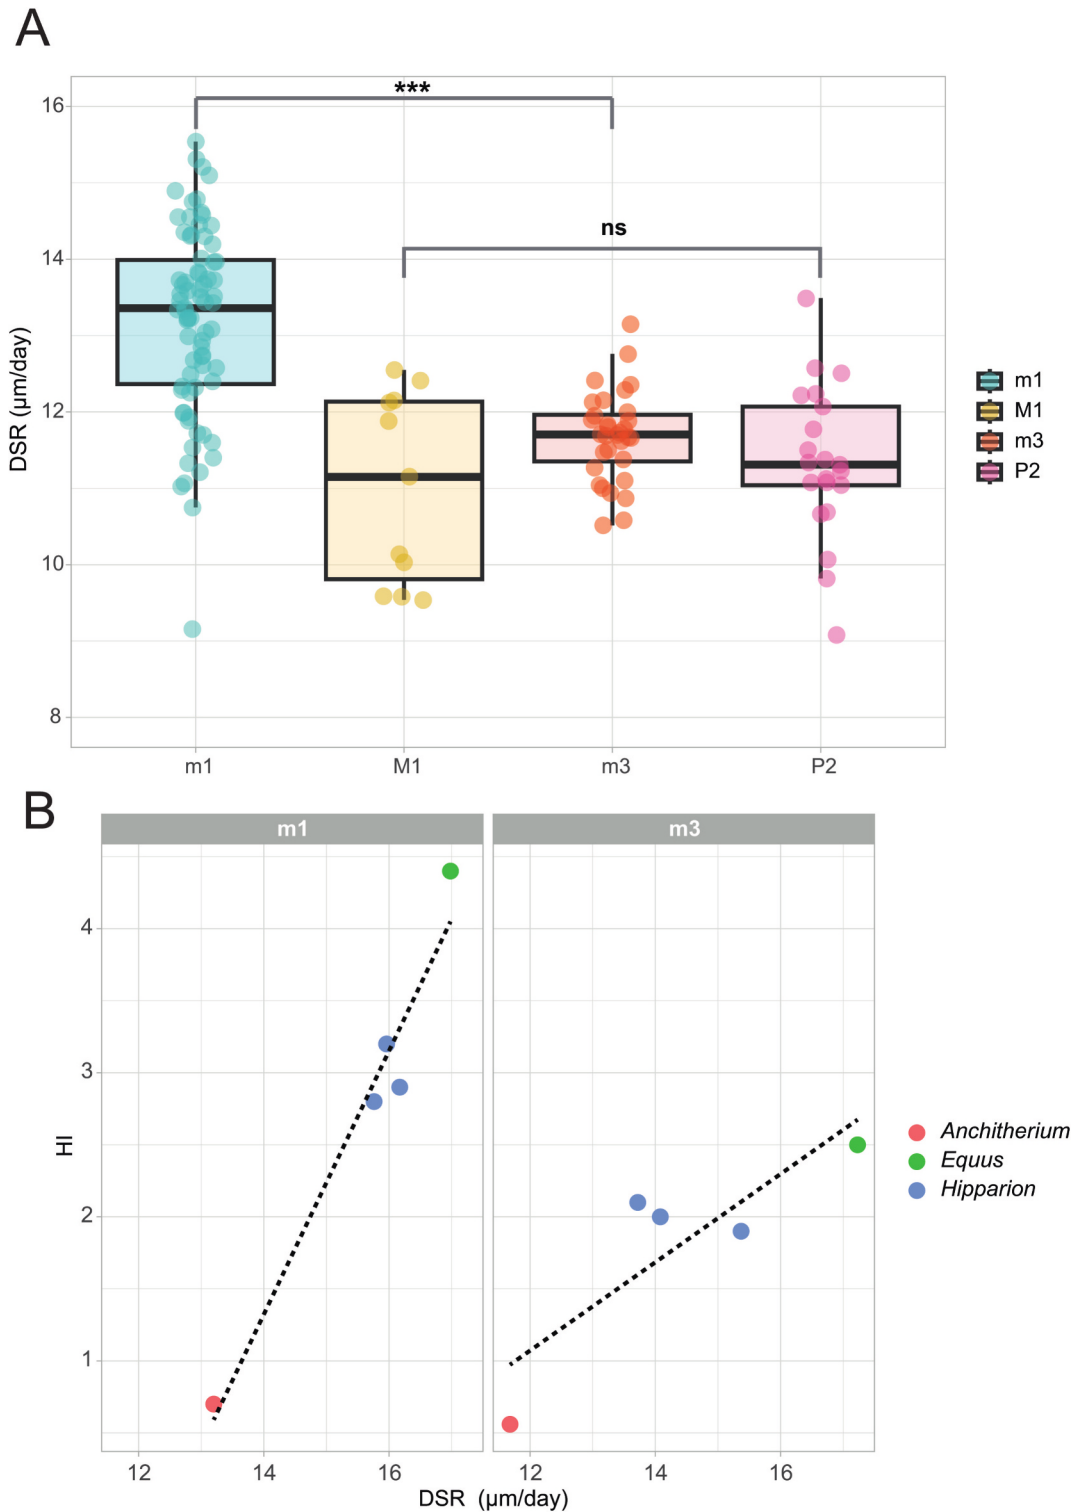 A
***
16
ns
14
12
10
8
DSR (μm/day)
m1
M1
m3
P2
m1
M1
m3
P2
B
m1
m3
4
3
2
1
HI
Anchitherium
Equus
Hipparion
12
14
16
12
14
16
DSR (μm/day)